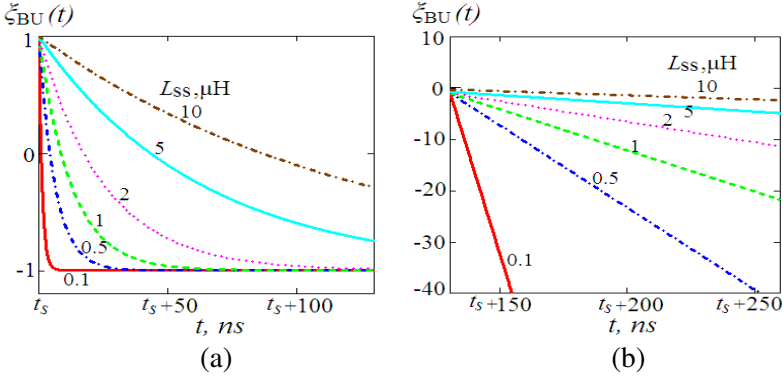 ξBU(t)
1
0
-1
LSS,μH
10
5
2
1
0.5
0.1
ts
ts+50
ts+100
t, ns
(a)
ξBU(t)
10
0
-10
-20
-30
-40
LSS,μH
10
5
2
1
0.5
0.1
ts+150
ts+200
ts+250
t, ns
(b)